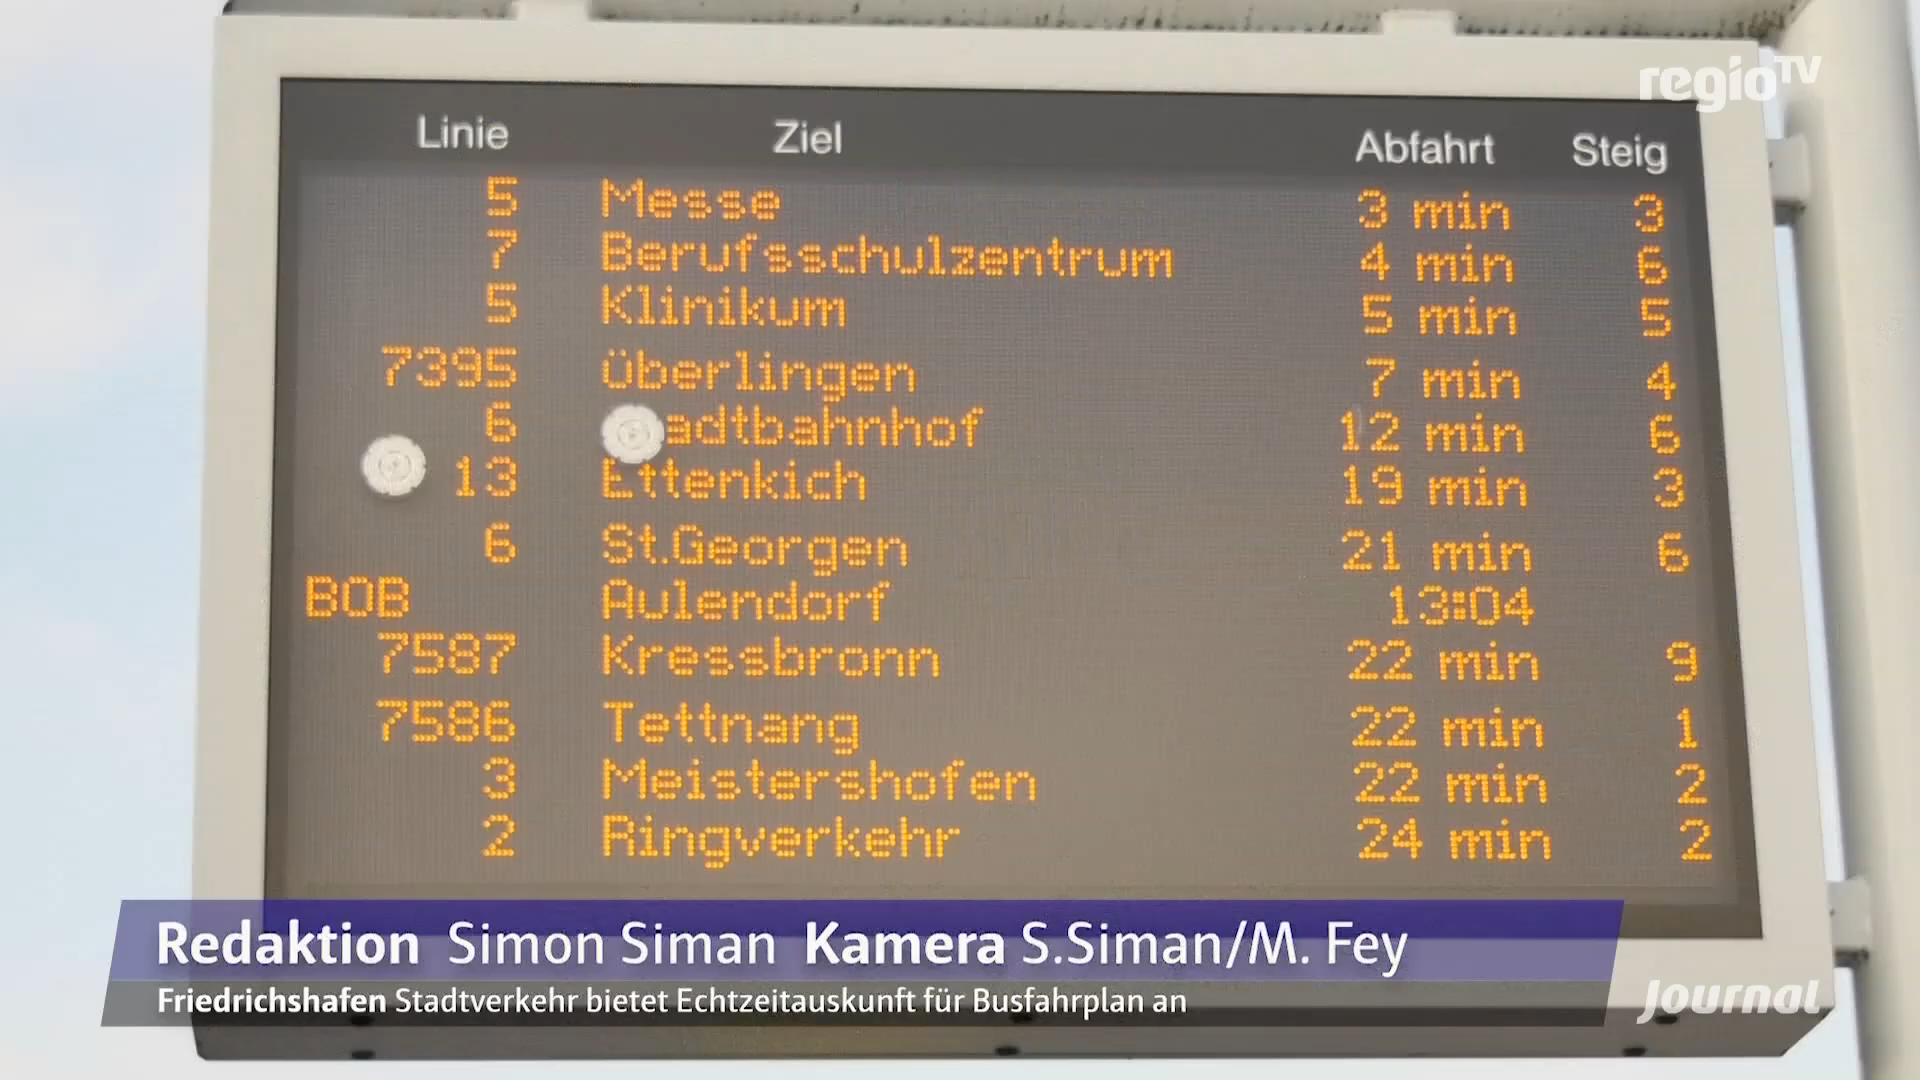 regioTV
Linie Ziel Abfahrt Steig
5 Messe 3 min 3
7 Berufsschulzentrum 4 min 6
5 Klinikum 5 min 5
7395 Überlingen 7 min 4
6 adtbahnhof 12 min 6
13 Ettenkich 19 min 3
6 St.Georgen 21 min 6
BOB Aulendorf 13:04
7587 Kressbronn 22 min 9
7586 Tettnang 22 min 1
3 Meistershofen 22 min 2
2 Ringverkehr 24 min 2
Redaktion Simon Siman Kamera S.Siman/M. Fey
Friedrichshafen Stadtverkehr bietet Echtzeitauskunft für Busfahrplan an
Journal